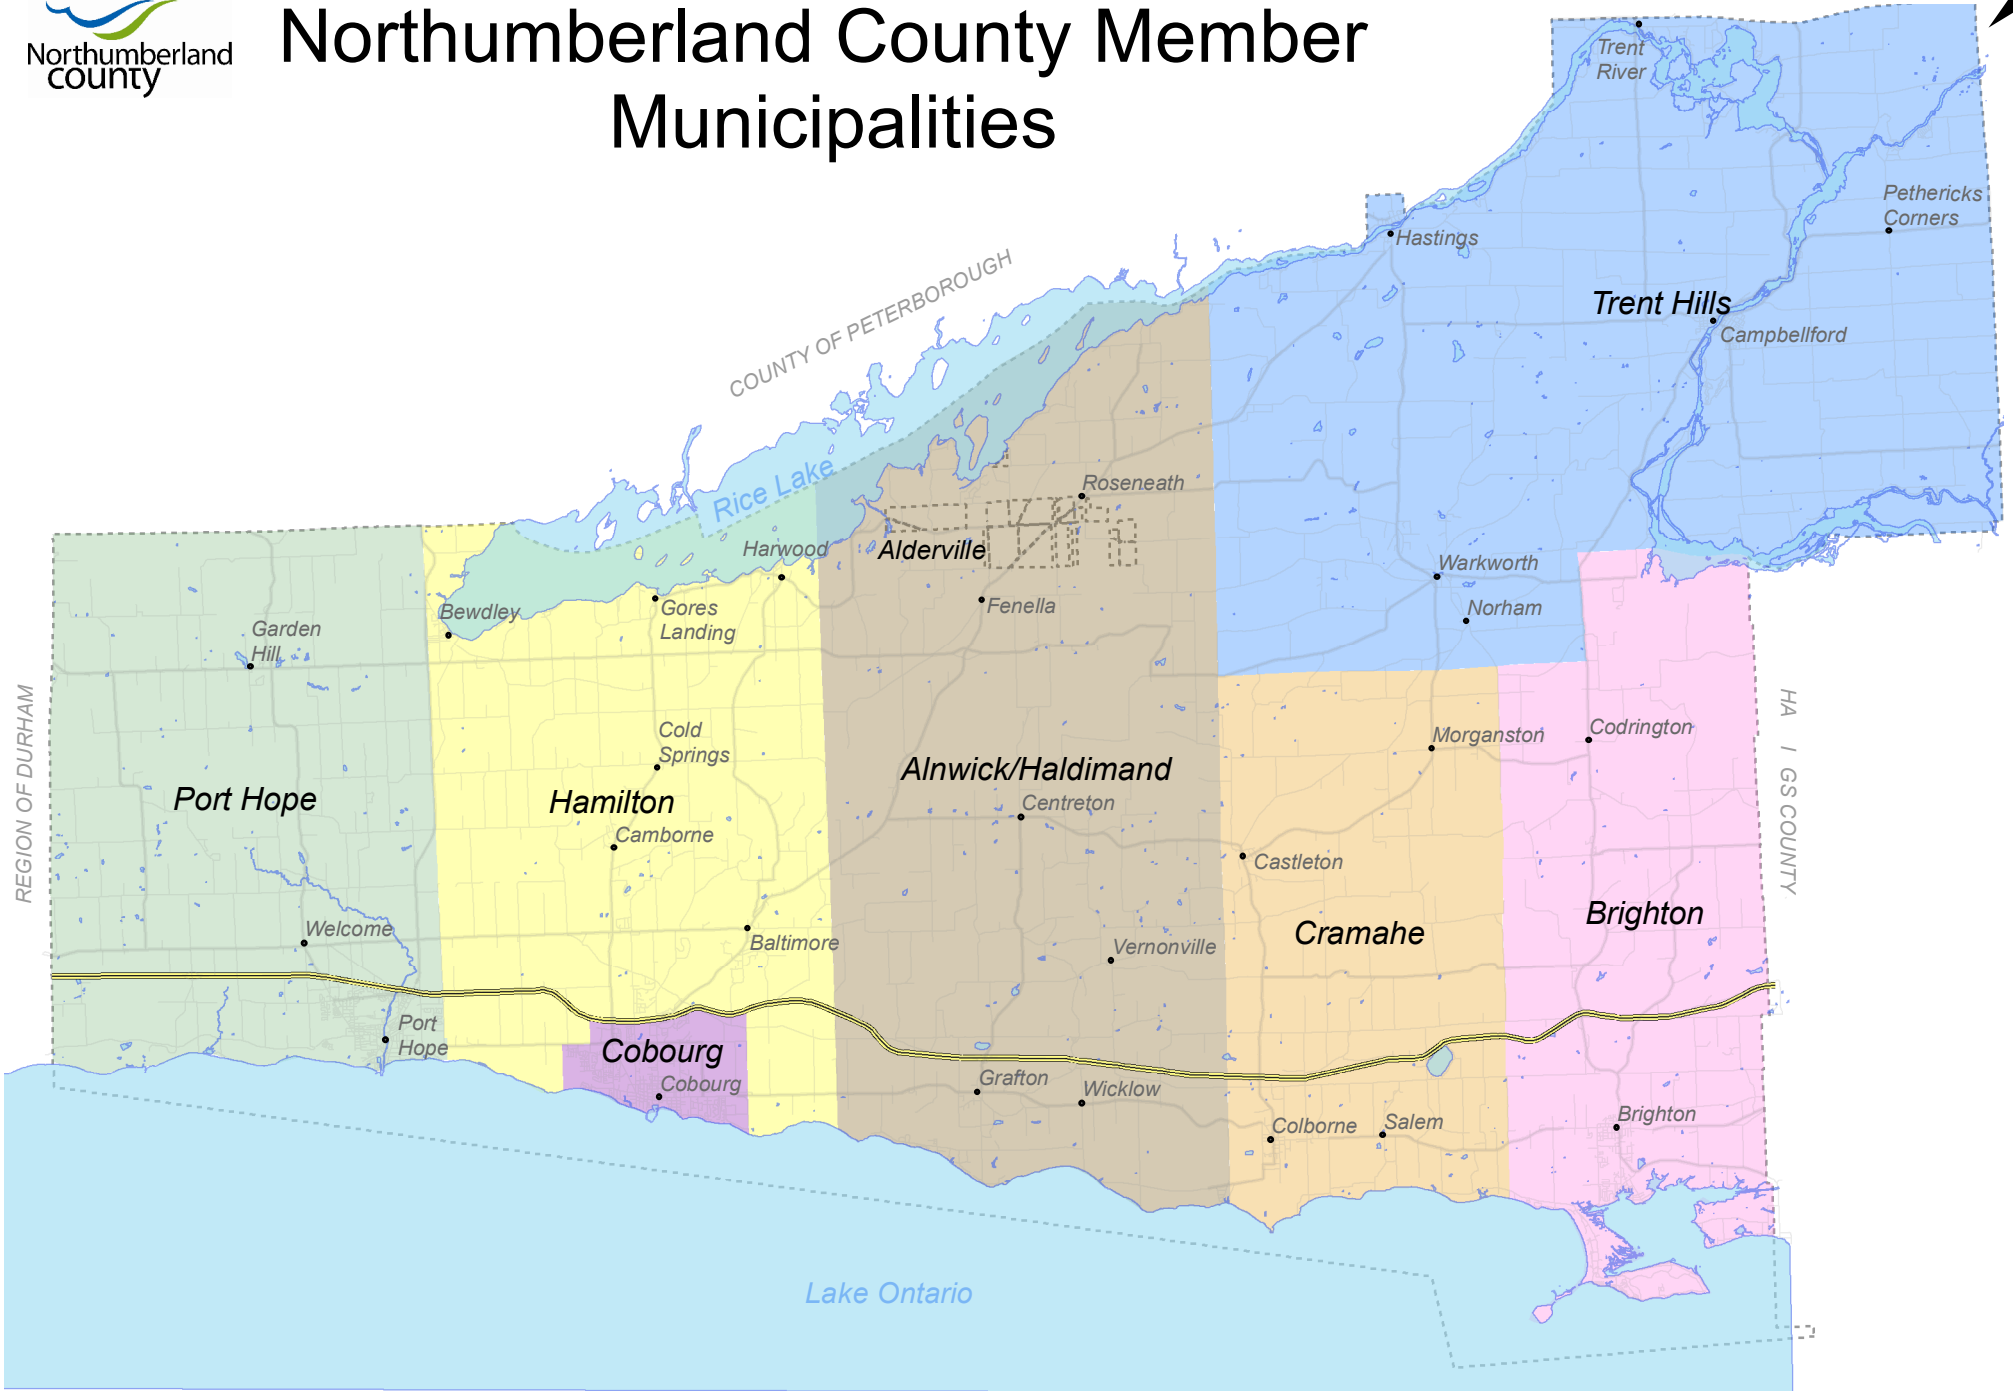 Northumberland
county
Northumberland County Member
Municipalities
Trent
River
Pethericks
Corners
Hastings
COUNTY OF PETERBOROUGH
Trent Hills
Campbellford
Rice Lake
Roseneath
Harwood
Alderville
Warkworth
Bewdley
Gores
Landing
Fenella
Norham
Garden
Hill
REGION OF DURHAM
HA I GS COUNTY
Cold
Springs
Morganston
Codrington
Port Hope
Hamilton
Alnwick/Haldimand
Centreton
Camborne
Castleton
Welcome
Baltimore
Vernonville
Cramahe
Brighton
Port
Hope
Cobourg
Cobourg
Grafton
Wicklow
Colborne
Salem
Brighton
Lake Ontario